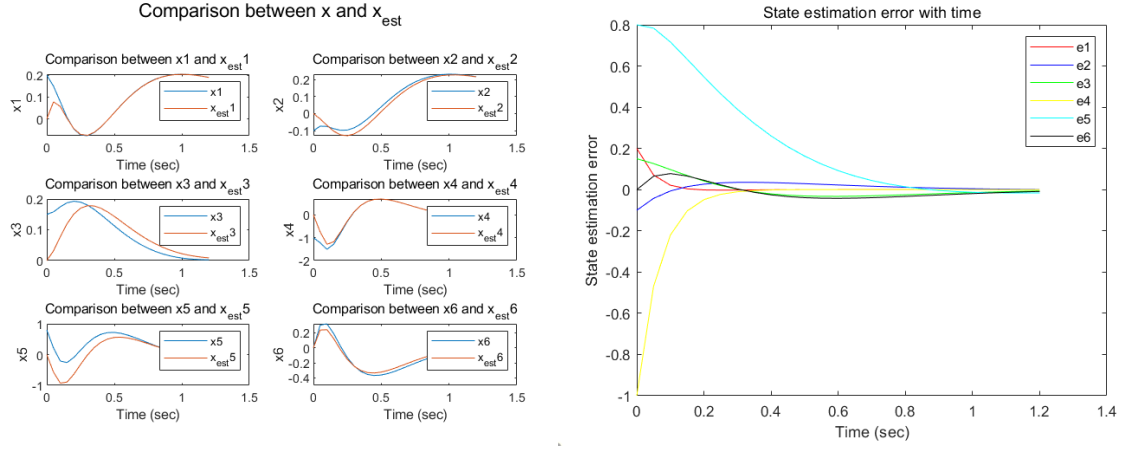 Comparison between x and x_est
Comparison between x1 and x_est1
x1
0.2
0.1
0
x1
x_est1
0 0.5 1 1.5
Time (sec)
Comparison between x2 and x_est2
x2
0.2
0.1
0
-0.1
x2
x_est2
0 0.5 1 1.5
Time (sec)
Comparison between x3 and x_est3
x3
0.2
0.1
0
x3
x_est3
0 0.5 1 1.5
Time (sec)
Comparison between x4 and x_est4
x4
0
-1
-2
x4
x_est4
0 0.5 1 1.5
Time (sec)
Comparison between x5 and x_est5
x5
1
0
-1
x5
x_est5
0 0.5 1 1.5
Time (sec)
Comparison between x6 and x_est6
x6
0.2
0
-0.2
-0.4
x6
x_est6
0 0.5 1 1.5
Time (sec)
State estimation error with time
State estimation error
0.8
0.6
0.4
0.2
0
-0.2
-0.4
-0.6
-0.8
-1
e1
e2
e3
e4
e5
e6
0 0.2 0.4 0.6 0.8 1 1.2 1.4
Time (sec)